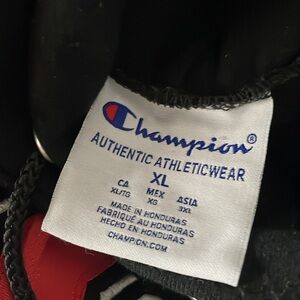 Champion®
AUTHENTIC ATHLETICWEAR
XL
CA MEX ASIA
XL/TG XG 3XL
MADE IN HONDURAS
FABRIQUÉ AU HONDURAS
HECHO EN HONDURAS
CHAMPION.COM